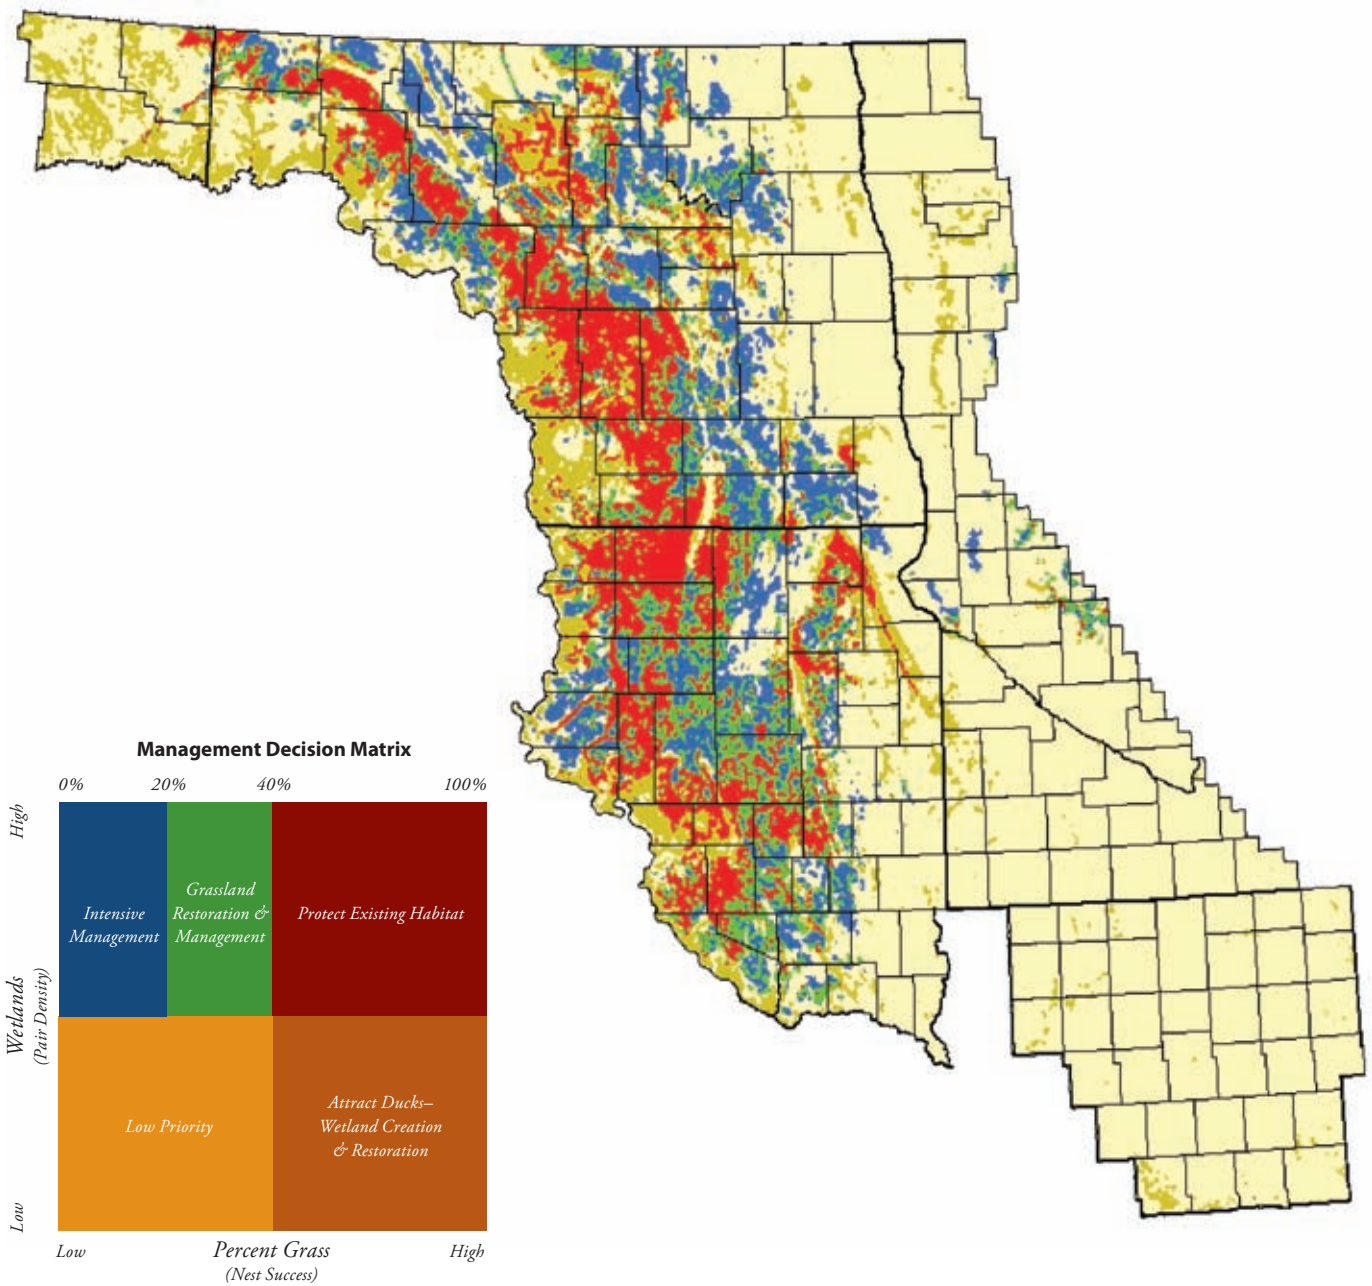 Management Decision Matrix
0% 20% 40% 100%
High
Intensive
Management
Grassland
Restoration &
Management
Protect Existing Habitat
Wetlands
(Pair Density)
Low Priority
Attract Ducks–
Wetland Creation
& Restoration
Low
Low Percent Grass High
(Nest Success)